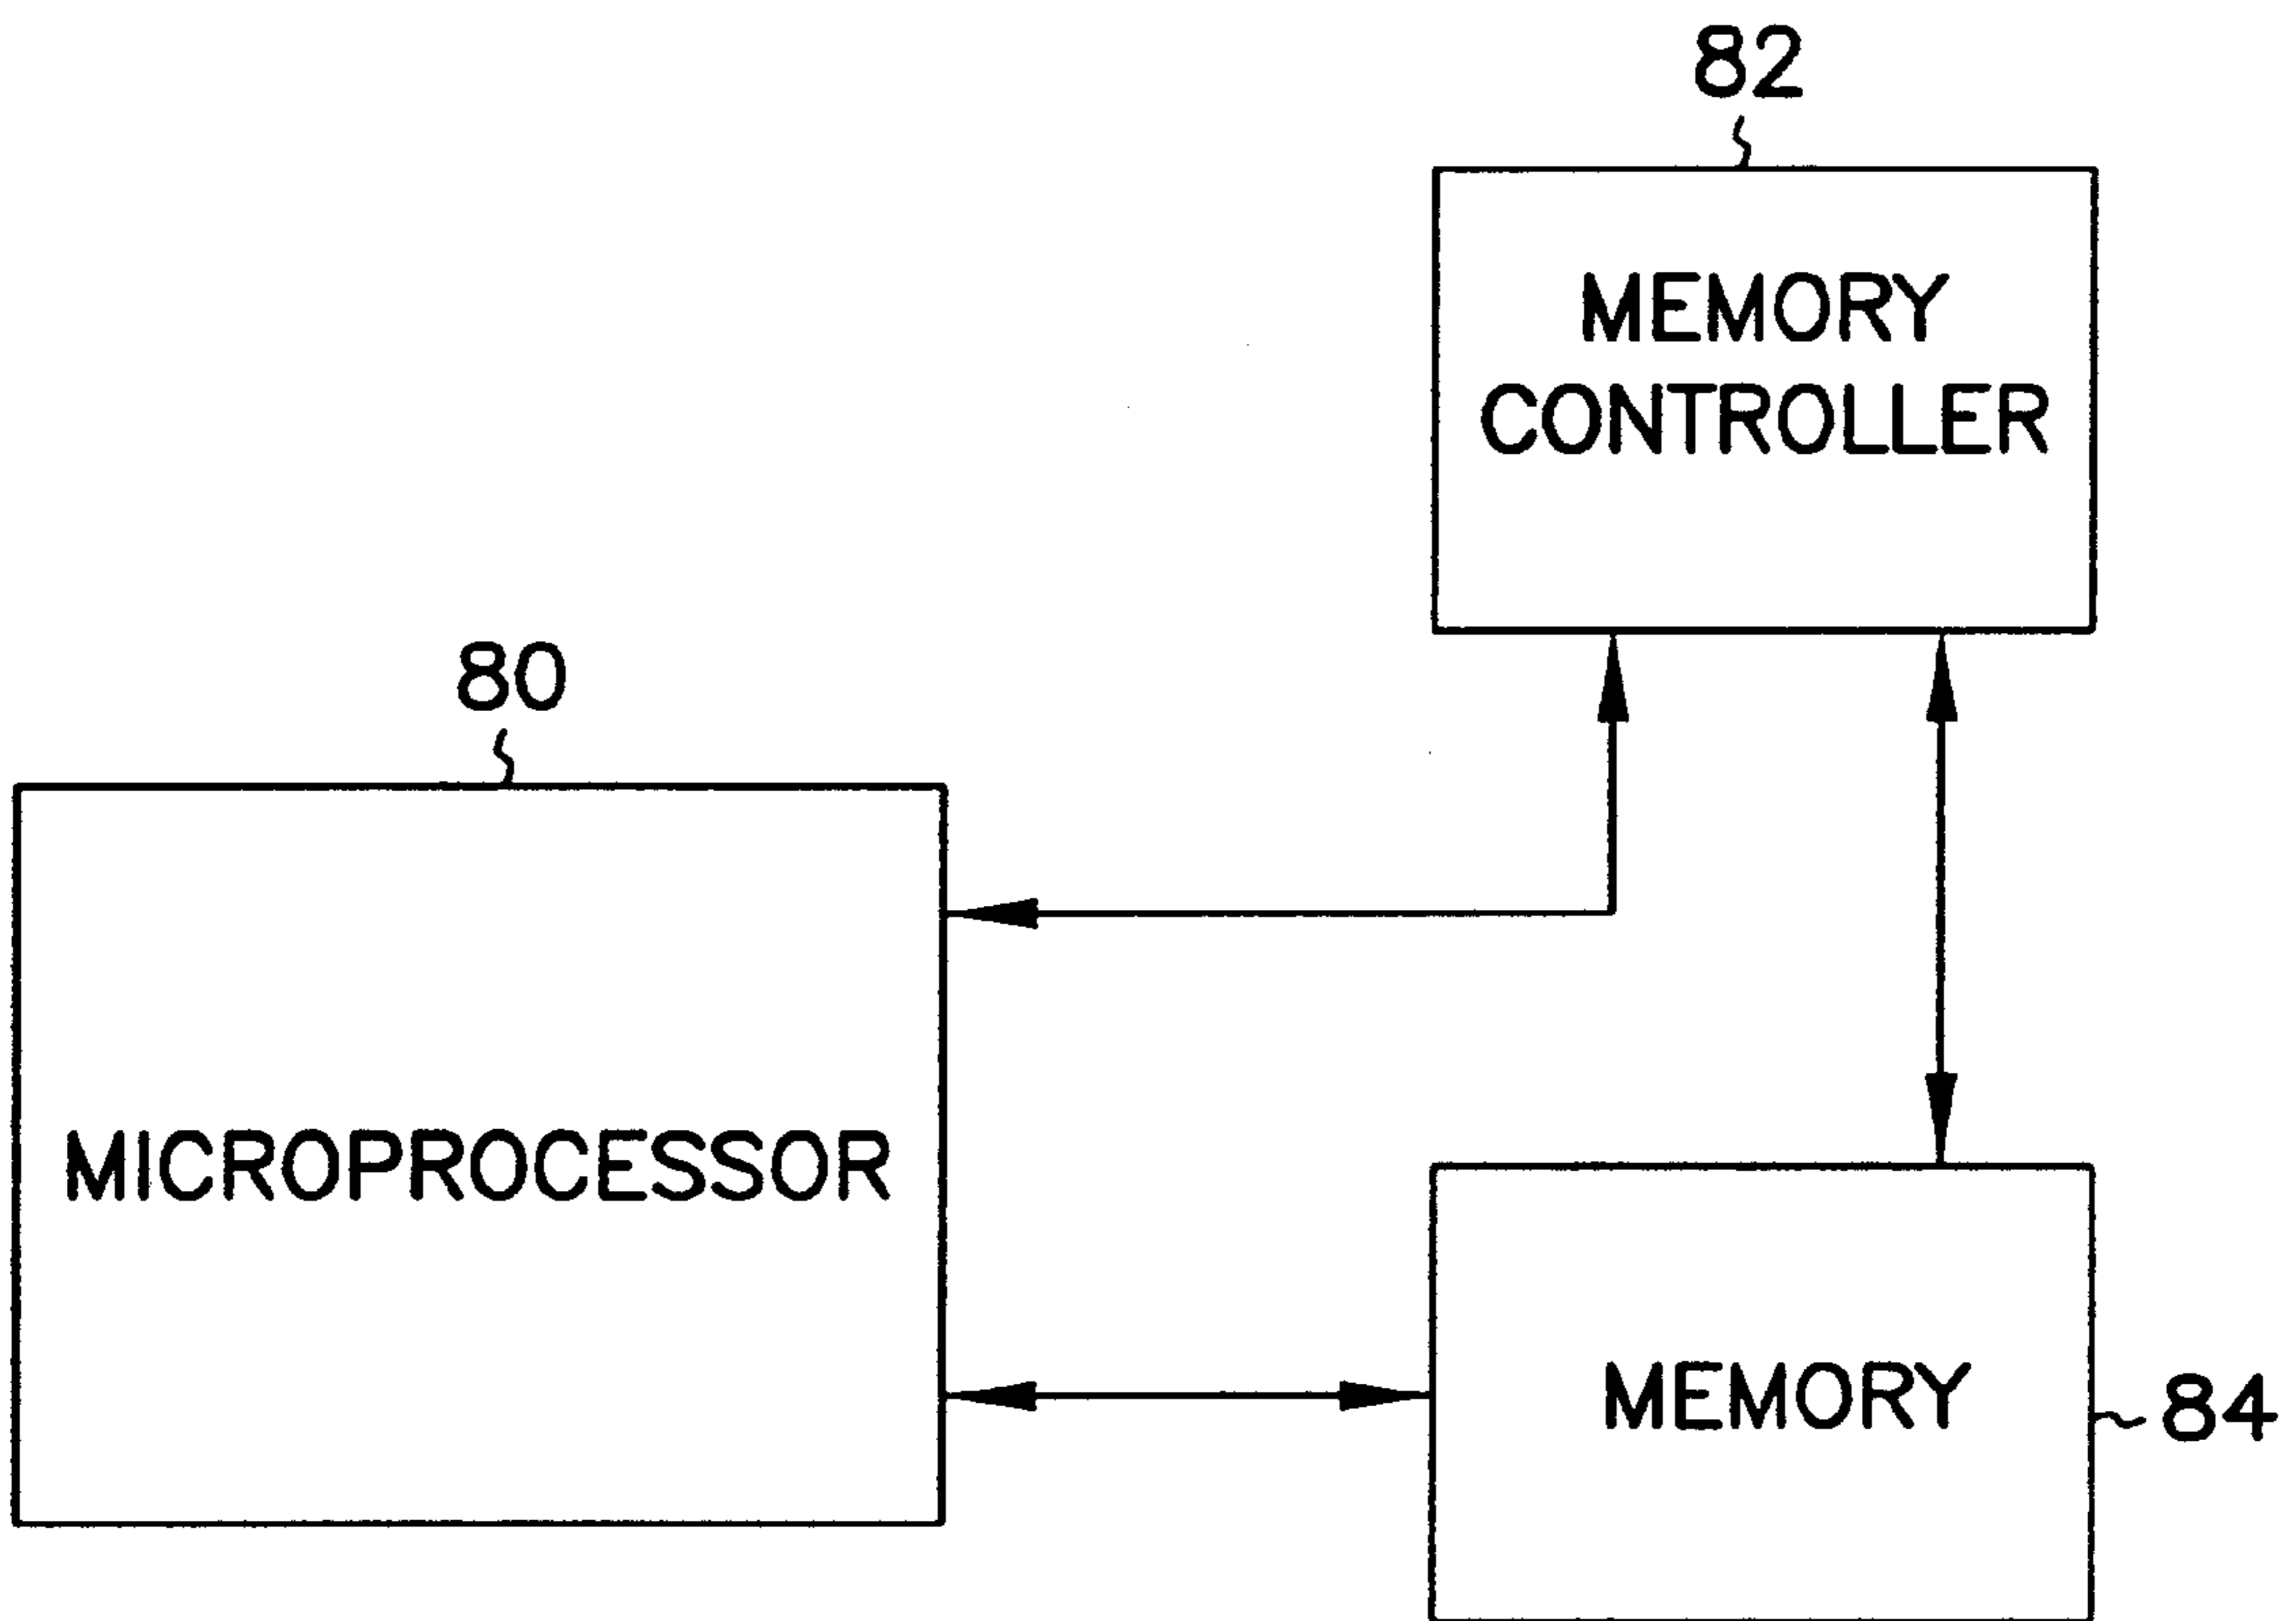 82
MEMORY
CONTROLLER
80
MICROPROCESSOR
MEMORY
84